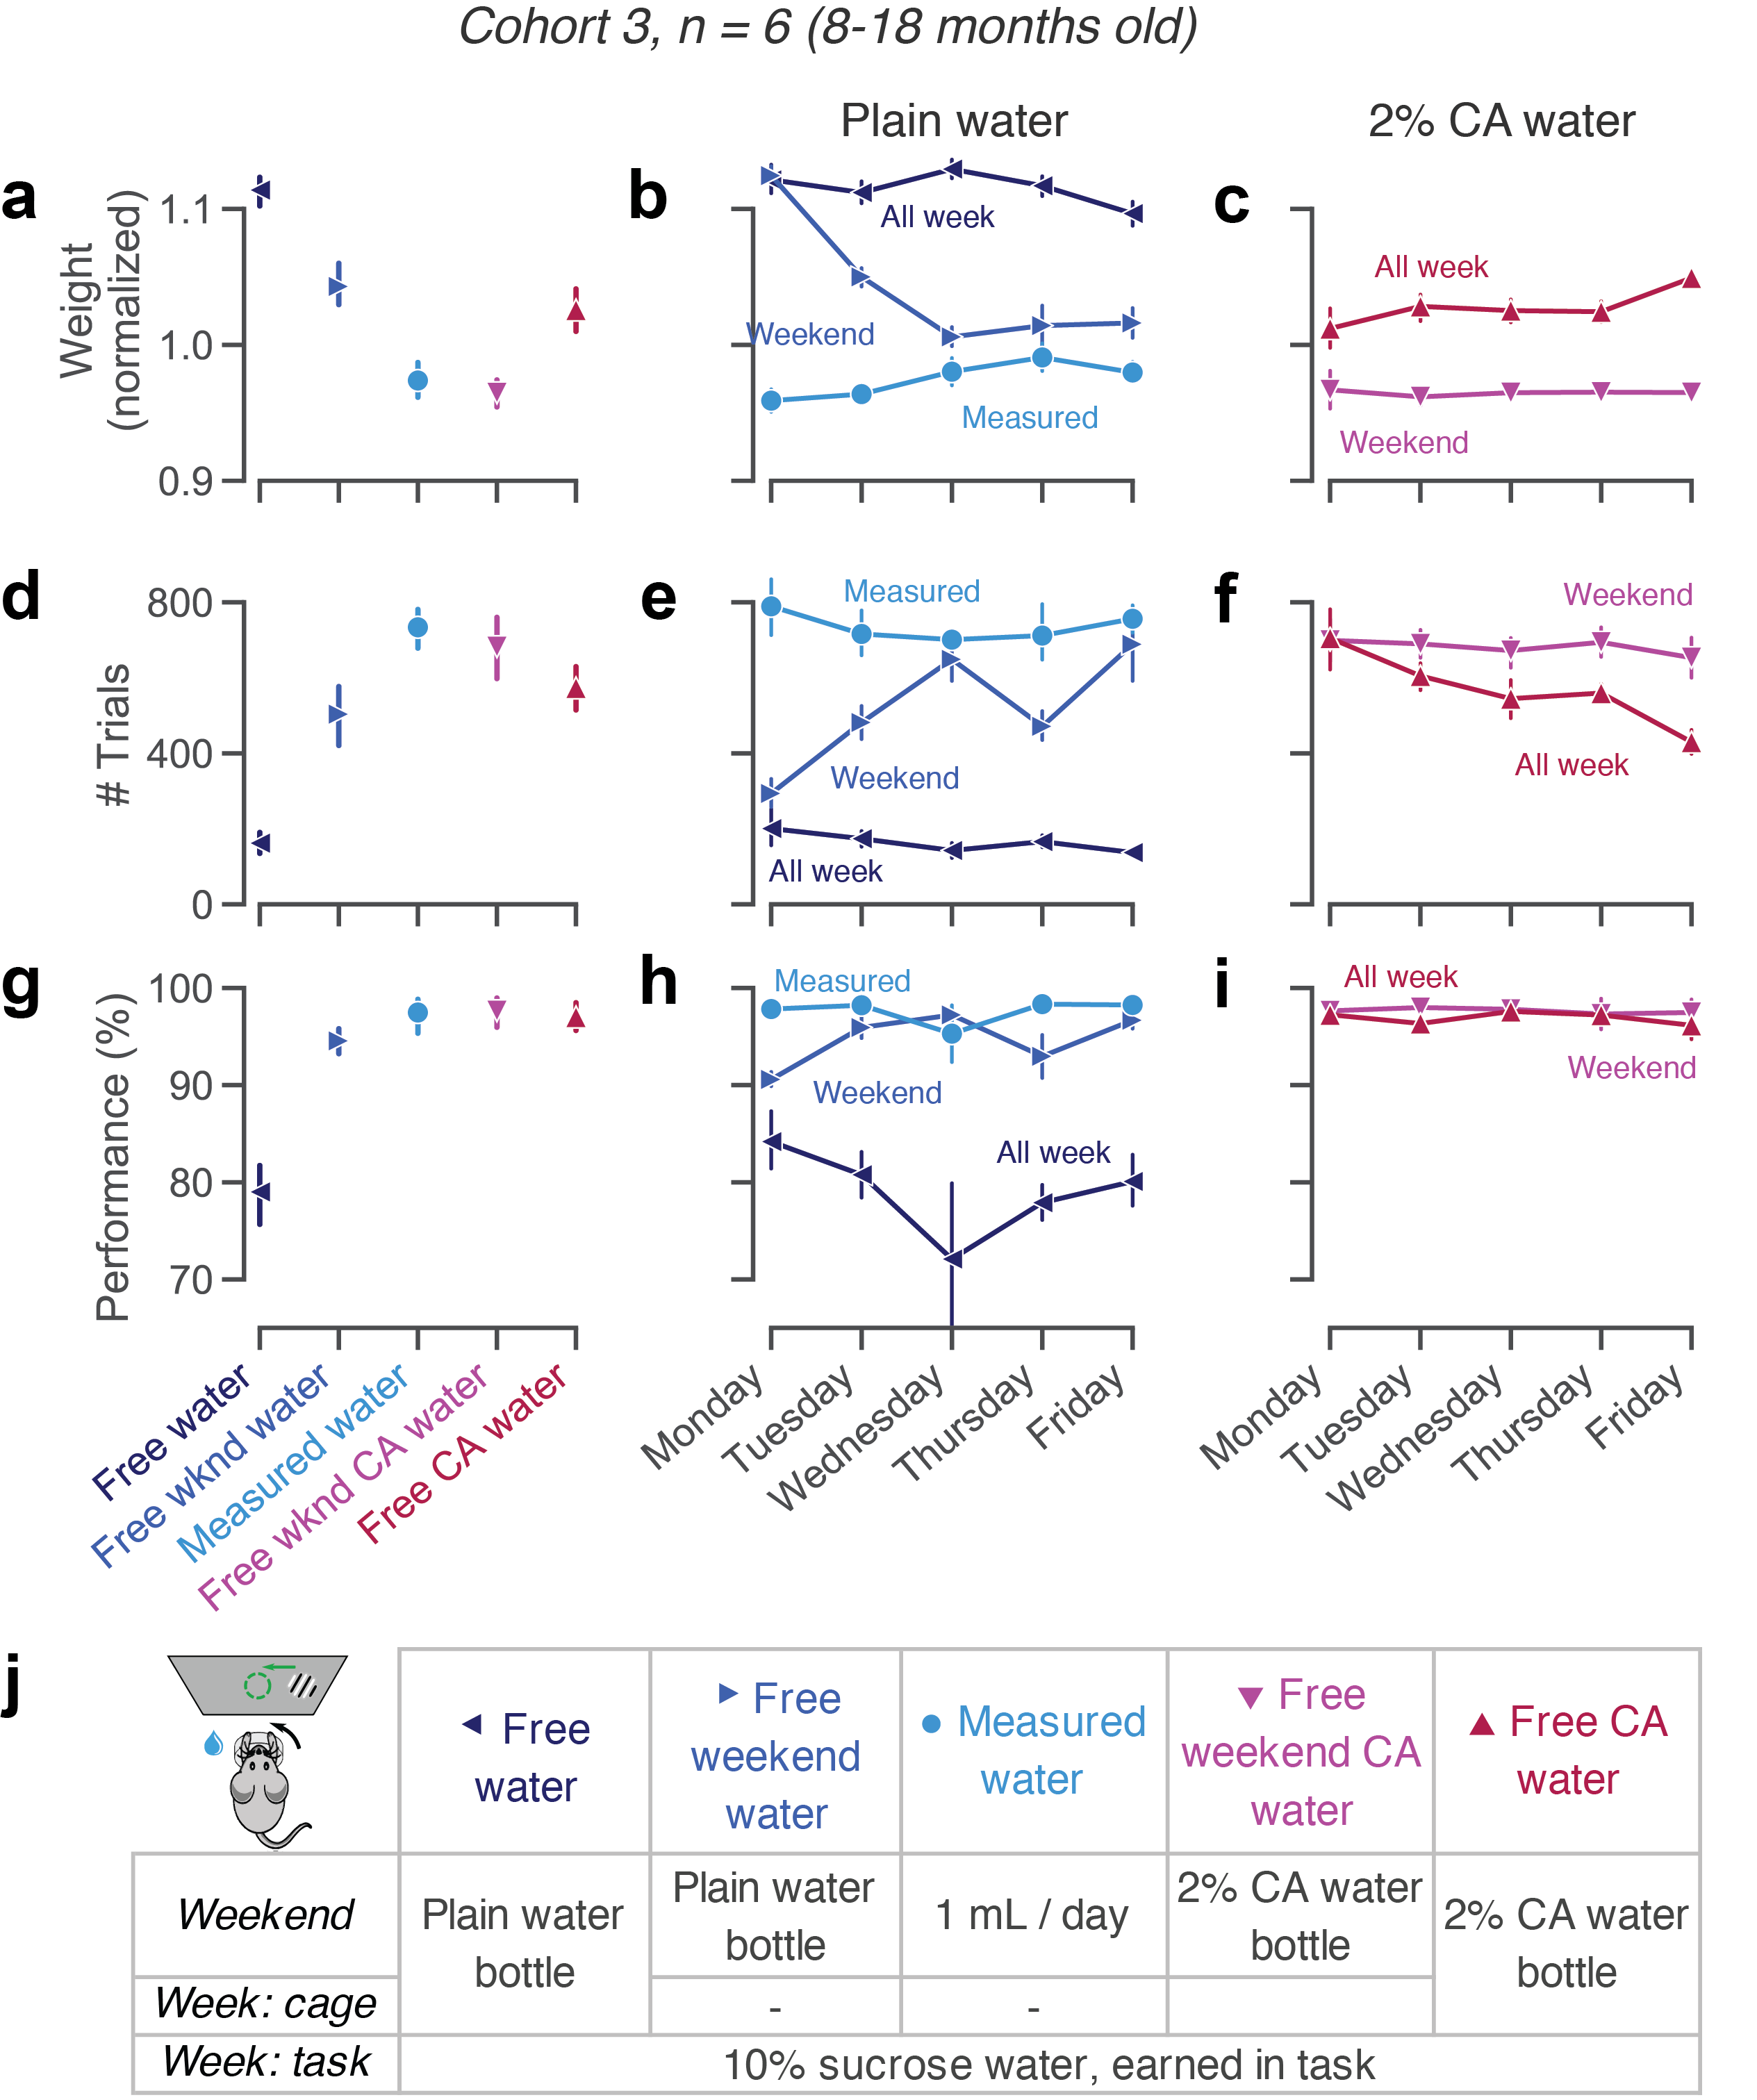 Cohort 3, n = 6 (8-18 months old)
Plain water
2% CA water
a
Weight
(normalized)
1.1
1.0
0.9
b
All week
Weekend
Measured
c
All week
Weekend
d
# Trials
800
400
0
e
Measured
Weekend
All week
f
Weekend
All week
g
Performance (%)
100
90
80
70
h
Measured
Weekend
All week
i
All week
Weekend
Free water
Free wknd water
Measured water
Free wknd CA water
Free CA water
Monday
Tuesday
Wednesday
Thursday
Friday
Monday
Tuesday
Wednesday
Thursday
Friday
j
Free
water
Free
weekend
water
Measured
water
Free
weekend CA
water
Free CA
water
Weekend
Plain water
bottle
Plain water
bottle
1 mL / day
2% CA water
bottle
2% CA water
bottle
Week: cage
-
-
Week: task
10% sucrose water, earned in task